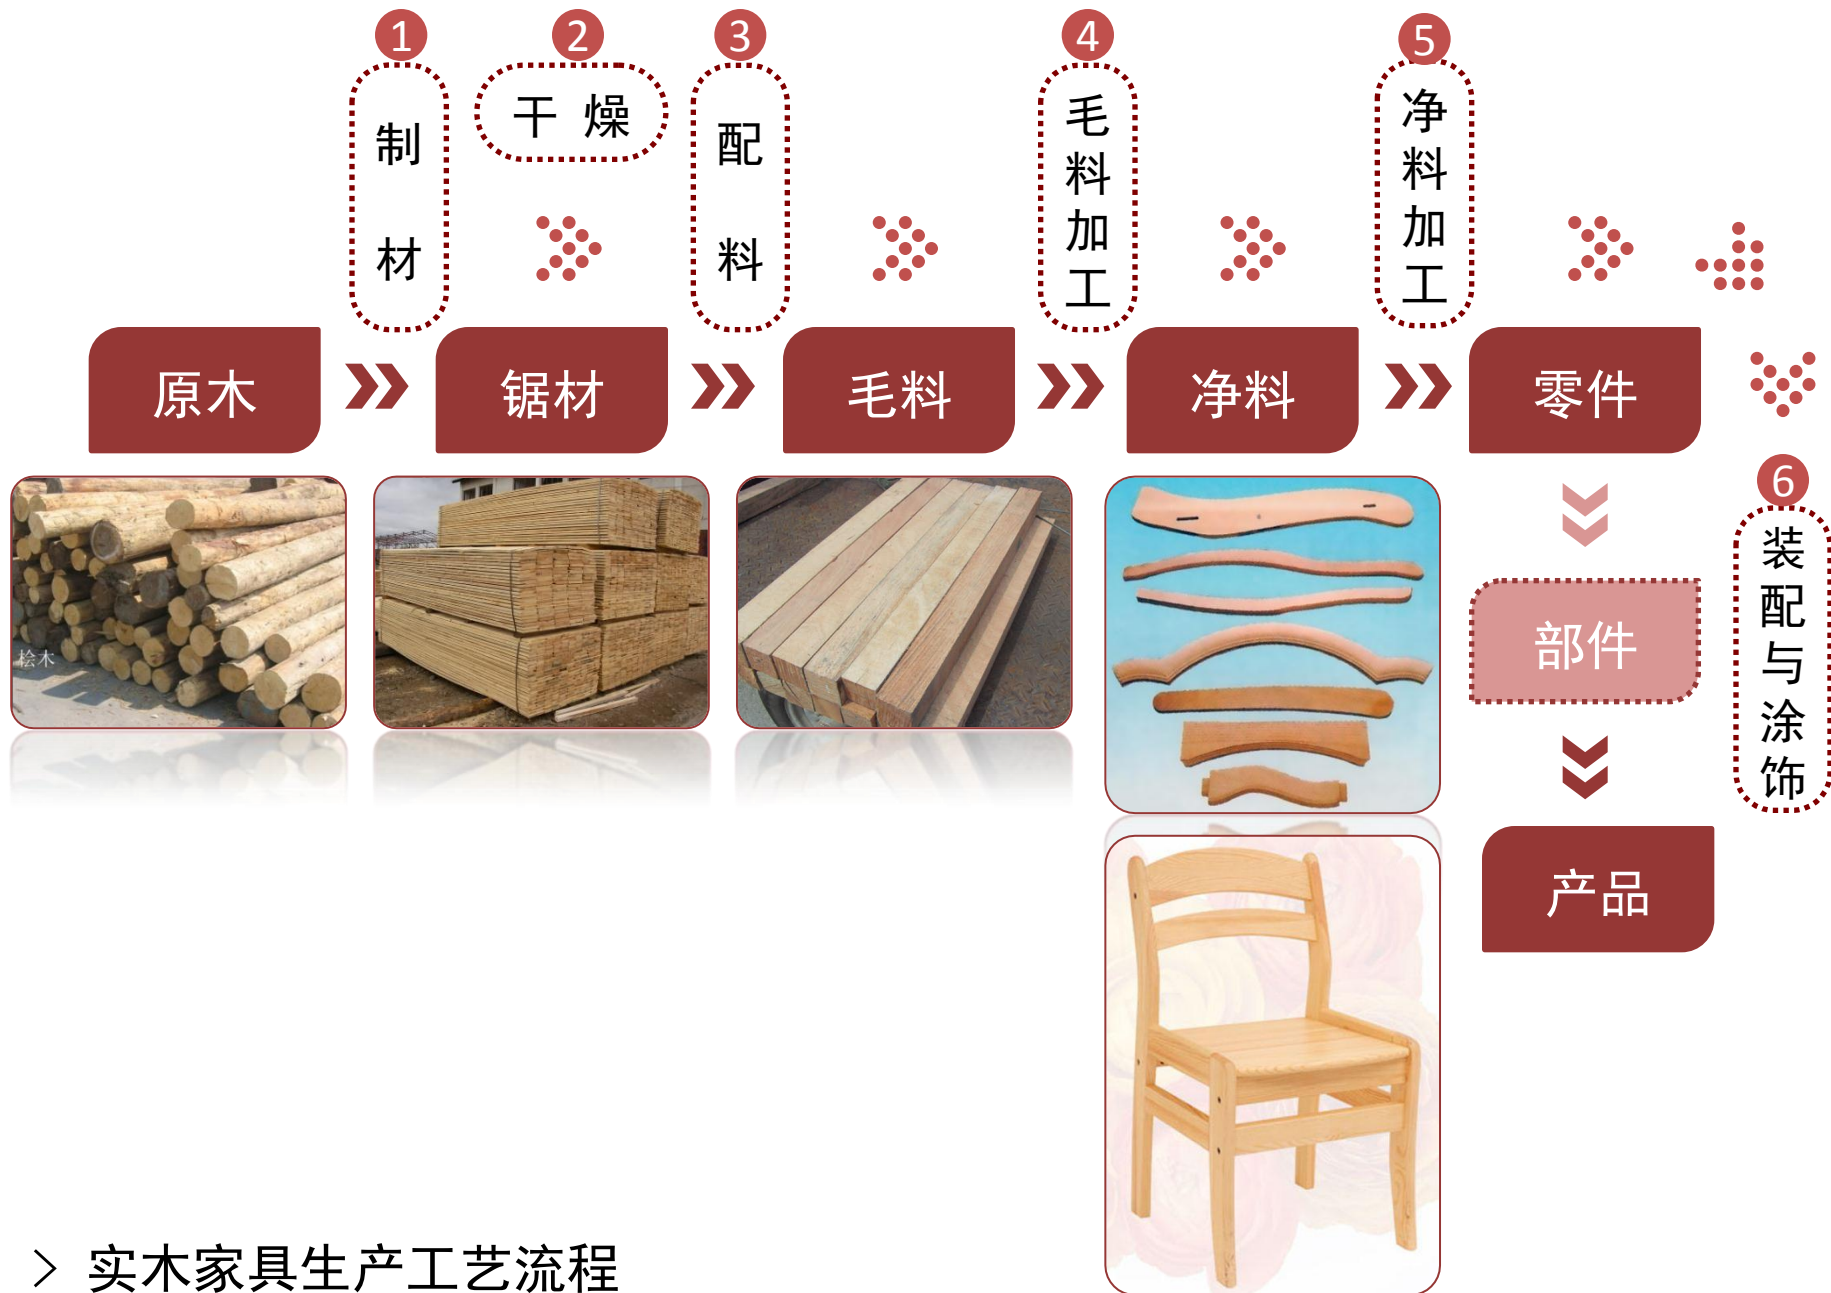 1
制材
2
干燥
3
配料
4
毛料加工
5
净料加工
原木
锯材
毛料
净料
零件
6
装配与涂饰
部件
产品
桧木
> 实木家具生产工艺流程